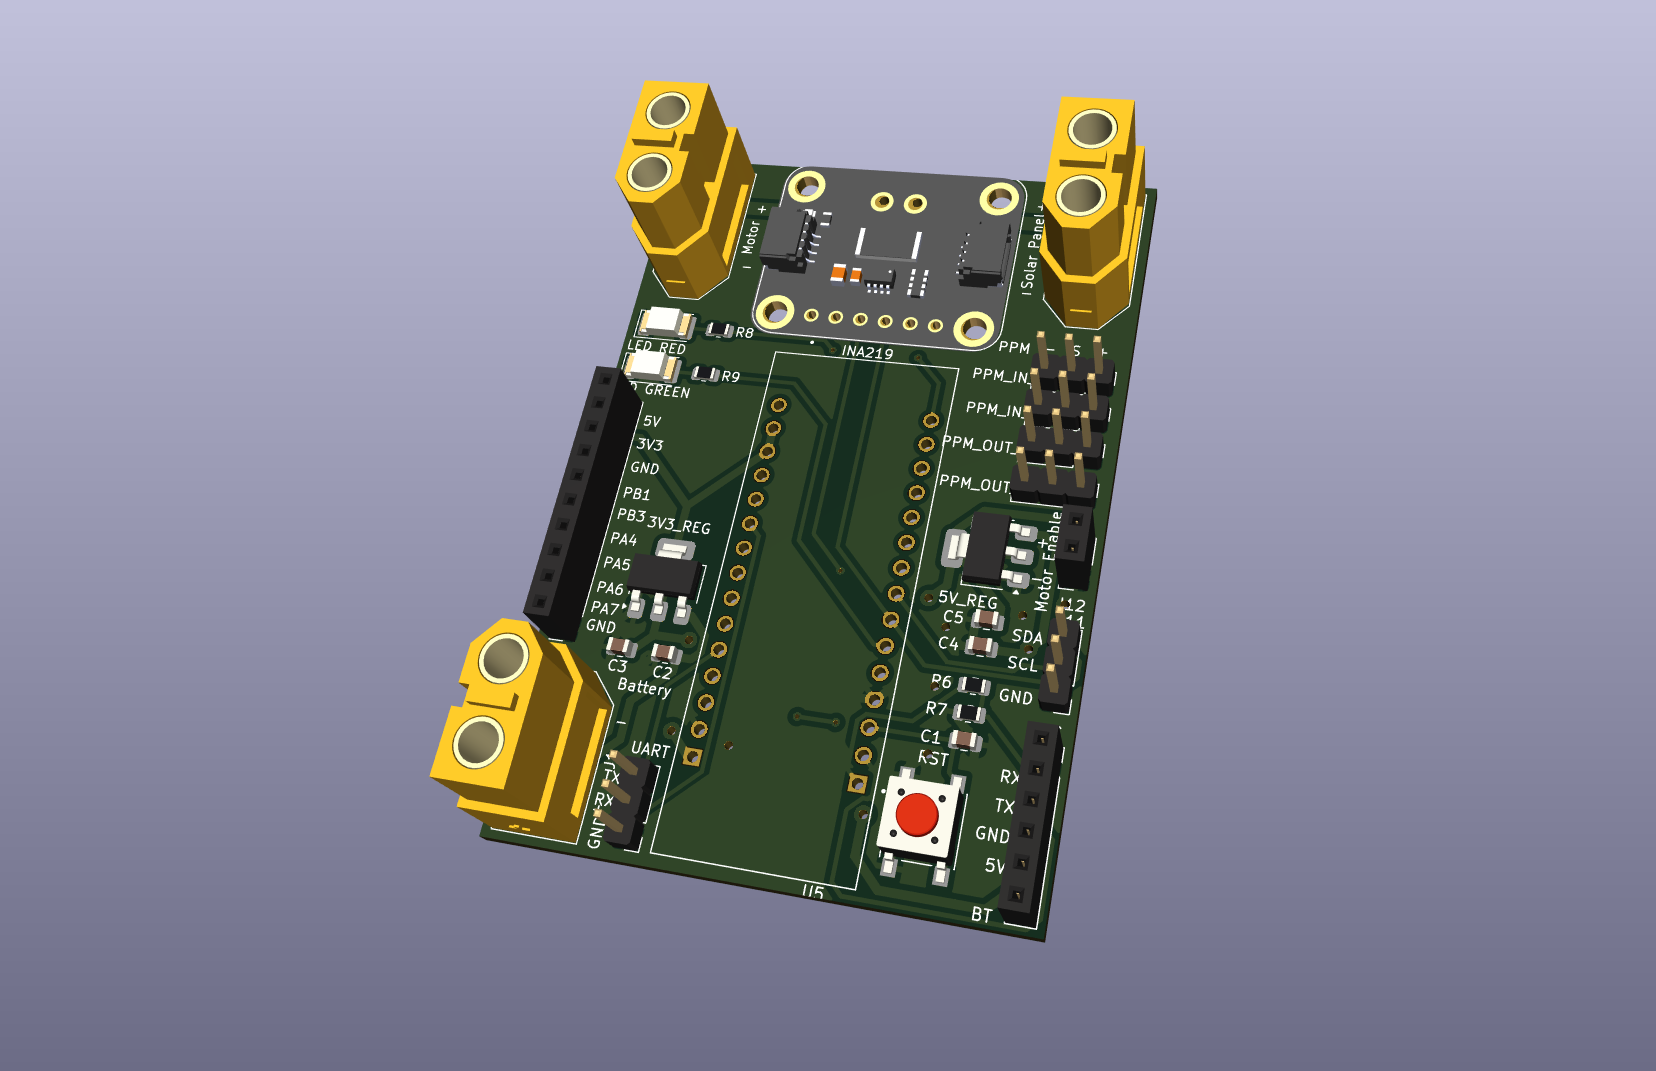 +
Motor
−
Solar Panel
+
−
R8
LED_RED
INA219
R9
GREEN
PPM − S +
PPM_IN
PPM_IN
PPM_OUT
PPM_OUT
5V
3V3
GND
PB1
PB3
PA4
PA5
PA6
PA7
GND
3V3_REG
C3
C2
Battery
−
UART
TX
RX
GND
U5
5V_REG
+
−
Motor Enable
C5
C4
SDA
SCL
GND
R6
R7
C1
RST
RX
TX
GND
5V
BT